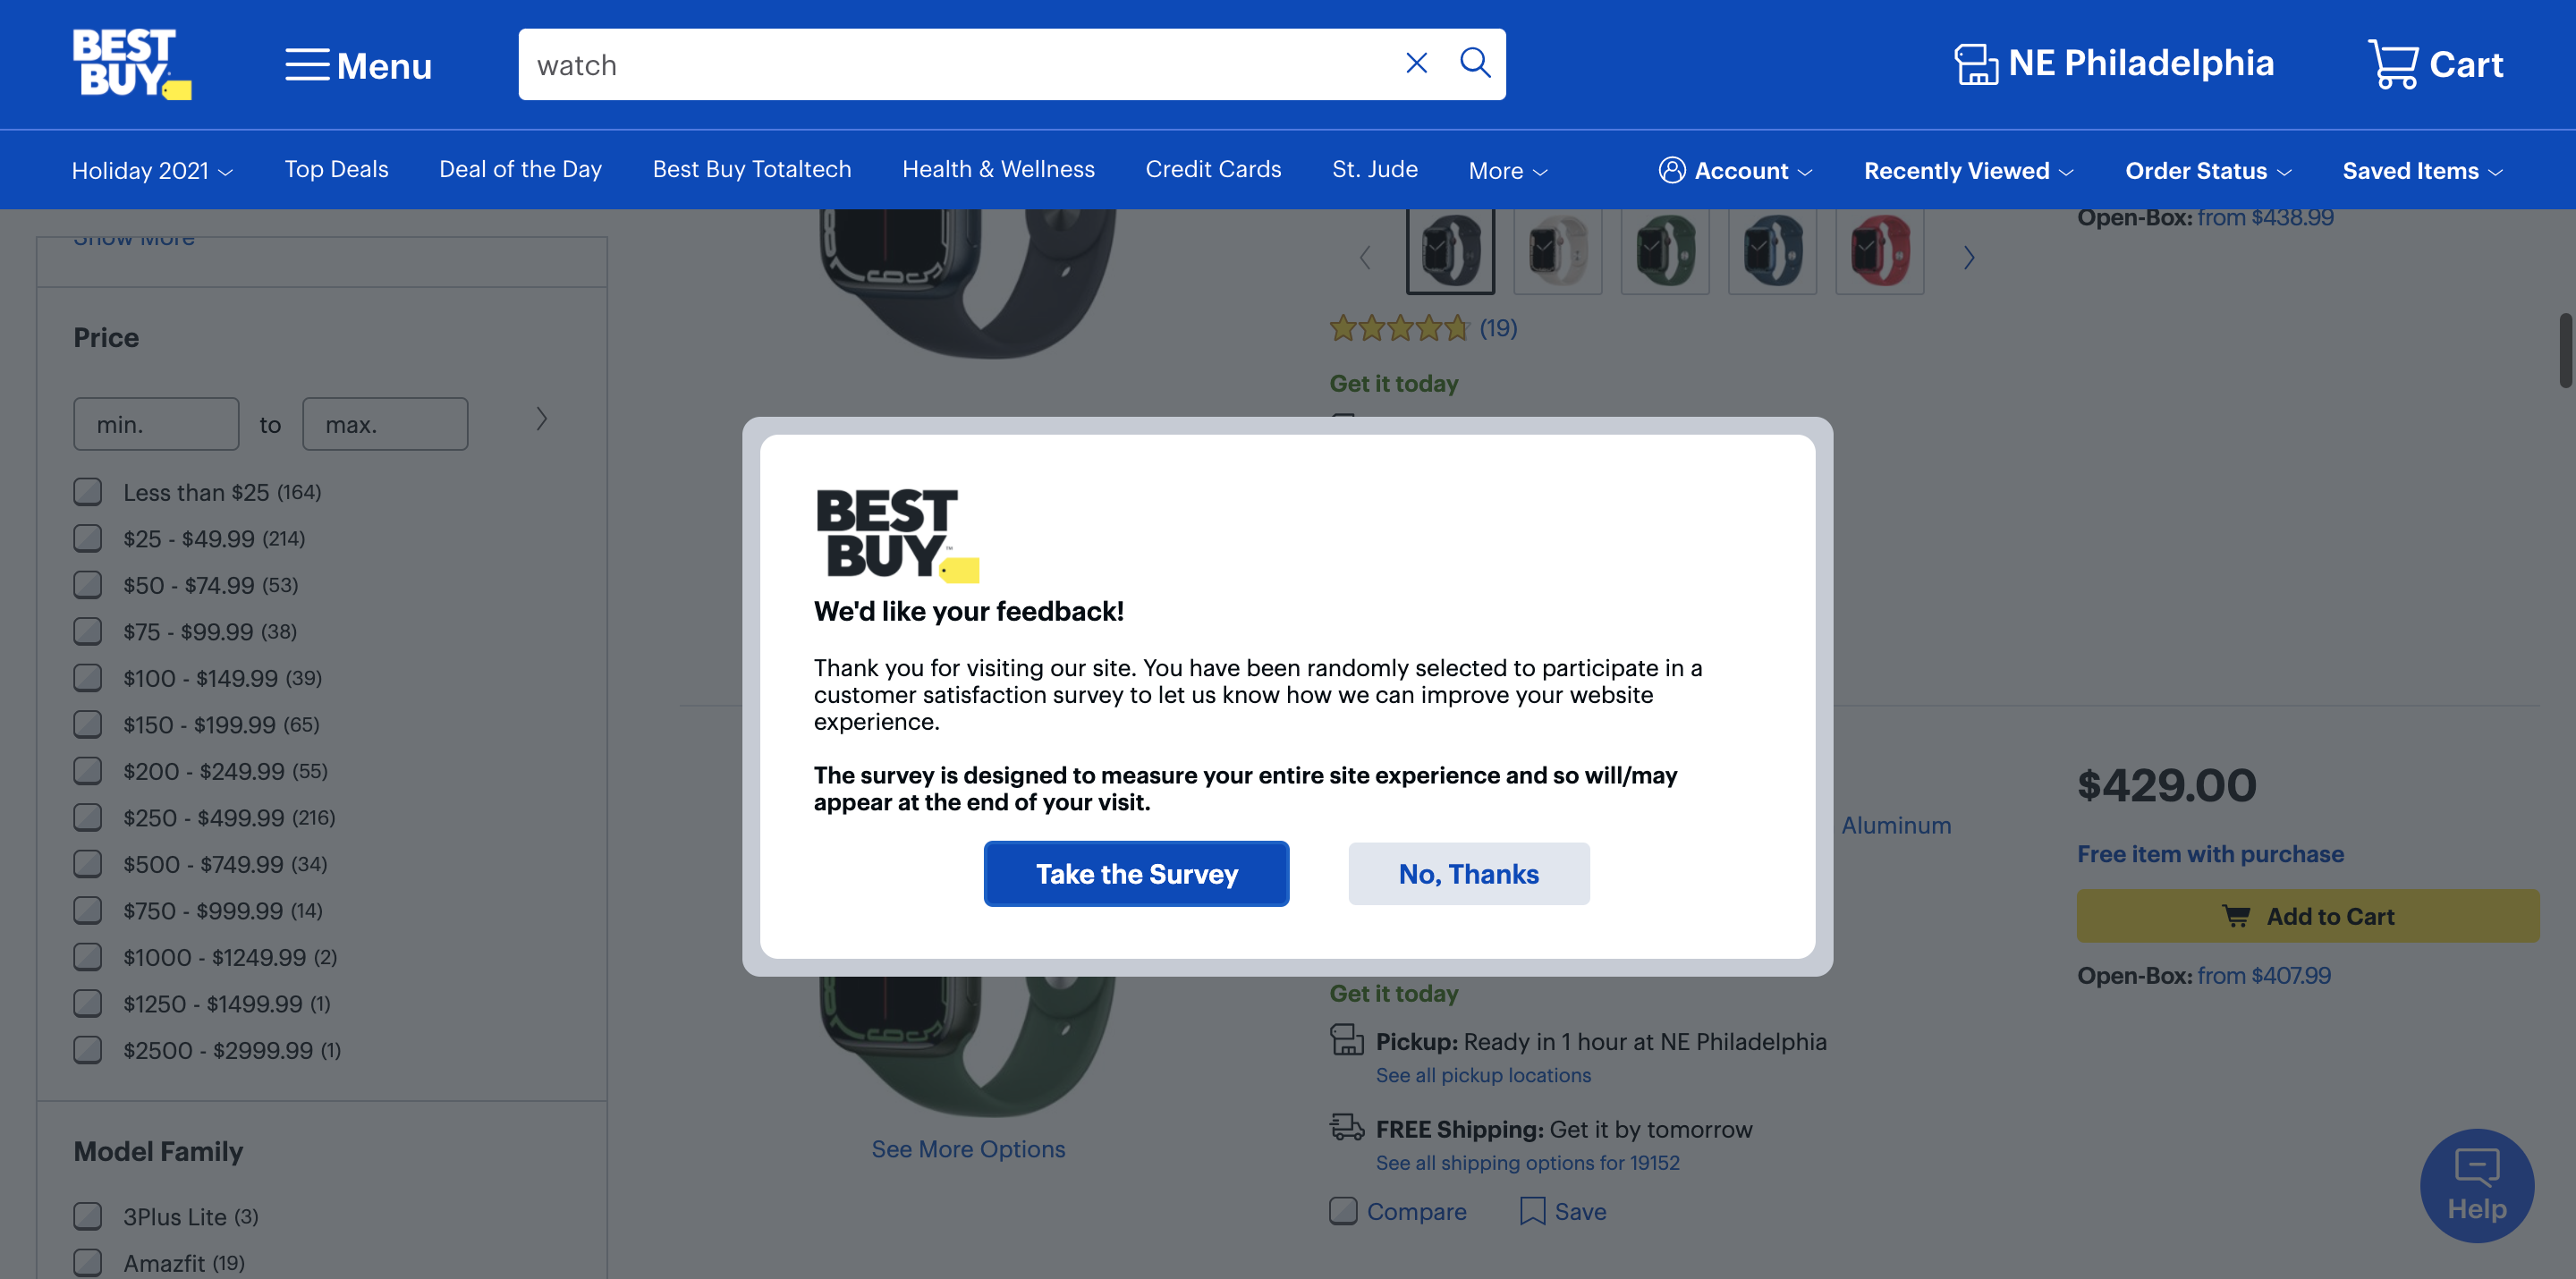 BEST BUY
Menu
watch
NE Philadelphia
Cart
Holiday 2021
Top Deals
Deal of the Day
Best Buy Totaltech
Health & Wellness
Credit Cards
St. Jude
More
Account
Recently Viewed
Order Status
Saved Items
Show More
Price
min. to max.
Less than $25 (164)
$25 - $49.99 (214)
$50 - $74.99 (53)
$75 - $99.99 (38)
$100 - $149.99 (39)
$150 - $199.99 (65)
$200 - $249.99 (55)
$250 - $499.99 (216)
$500 - $749.99 (34)
$750 - $999.99 (14)
$1000 - $1249.99 (2)
$1250 - $1499.99 (1)
$2500 - $2999.99 (1)
Model Family
3Plus Lite (3)
Amazfit (19)
Open-Box: from $438.99
(19)
Get it today
BEST BUY™
We'd like your feedback!
Thank you for visiting our site. You have been randomly selected to participate in a
customer satisfaction survey to let us know how we can improve your website
experience.
The survey is designed to measure your entire site experience and so will/may
appear at the end of your visit.
Take the Survey
No, Thanks
Aluminum
$429.00
Free item with purchase
Add to Cart
Open-Box: from $407.99
Get it today
Pickup: Ready in 1 hour at NE Philadelphia
See all pickup locations
FREE Shipping: Get it by tomorrow
See all shipping options for 19152
Compare
Save
See More Options
Help